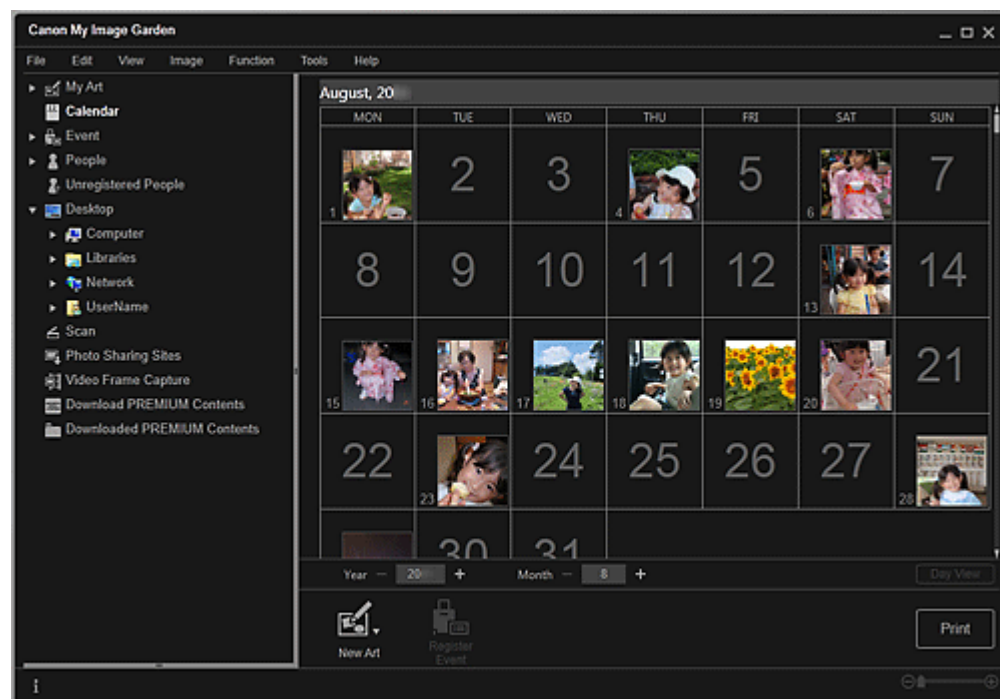 Canon My Image Garden
File Edit View Image Function Tools Help
My Art
Calendar
Event
People
Unregistered People
Desktop
Computer
Libraries
Network
UserName
Scan
Photo Sharing Sites
Video Frame Capture
Download PREMIUM Contents
Downloaded PREMIUM Contents
August, 20
MON TUE WED THU FRI SAT SUN
1 2 3 4 5 6 7
8 9 10 11 12 13 14
15 16 17 18 19 20 21
22 23 24 25 26 27 28
30 31
Year − 20 + Month − 8 + Day View
New Art
Register Event
Print
i